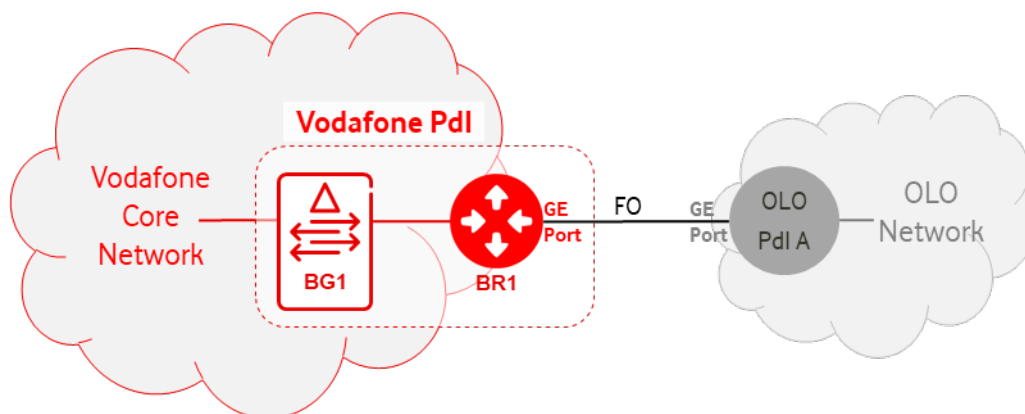 Vodafone PdI
Vodafone
Core
Network
BG1
BR1
GE
Port
FO
GE
Port
OLO
PdI A
OLO
Network